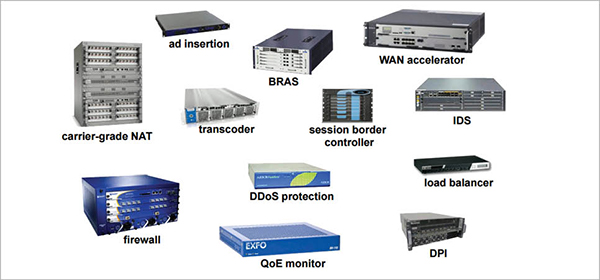 ad insertion
WAN accelerator
BRAS
carrier-grade NAT
transcoder
session border
controller
IDS
DDoS protection
load balancer
firewall
EXFO
QoE monitor
DPI